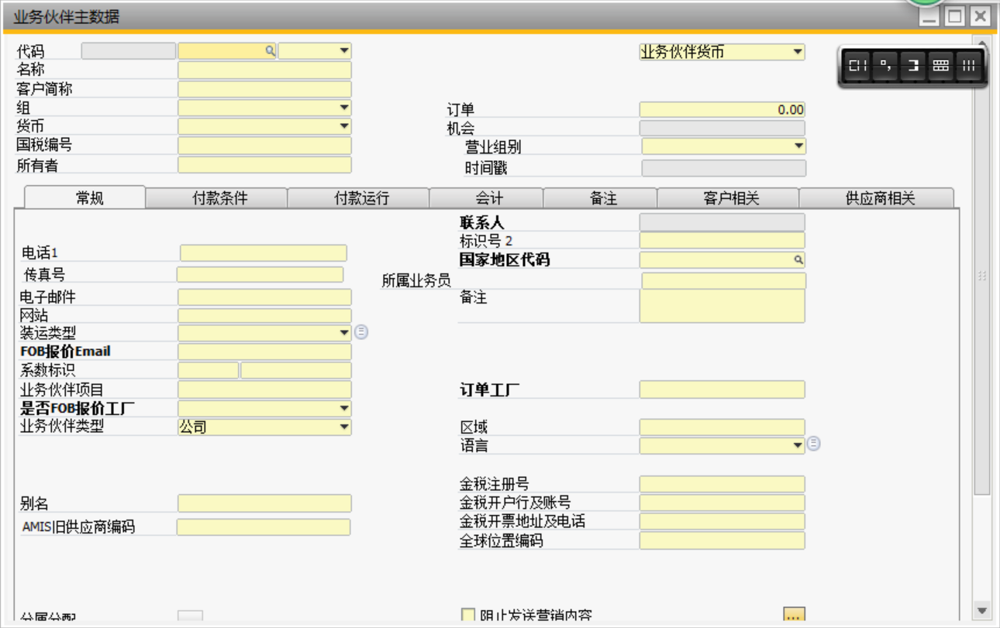 业务伙伴主数据
代码 业务伙伴货币
名称
客户简称
组 订单 0.00
货币 机会
国税编号 营业组别
所有者 时间戳
常规 付款条件 付款运行 会计 备注 客户相关 供应商相关
联系人
标识号 2
电话1 国家地区代码
传真号 所属业务员
电子邮件 备注
网站
装运类型
FOB报价Email
系数标识
业务伙伴项目 订单工厂
是否FOB报价工厂
业务伙伴类型 公司 区域
语言
金税注册号
别名 金税开户行及账号
AMIS旧供应商编码 金税开票地址及电话
全球位置编码
阻止发送营销内容 ...